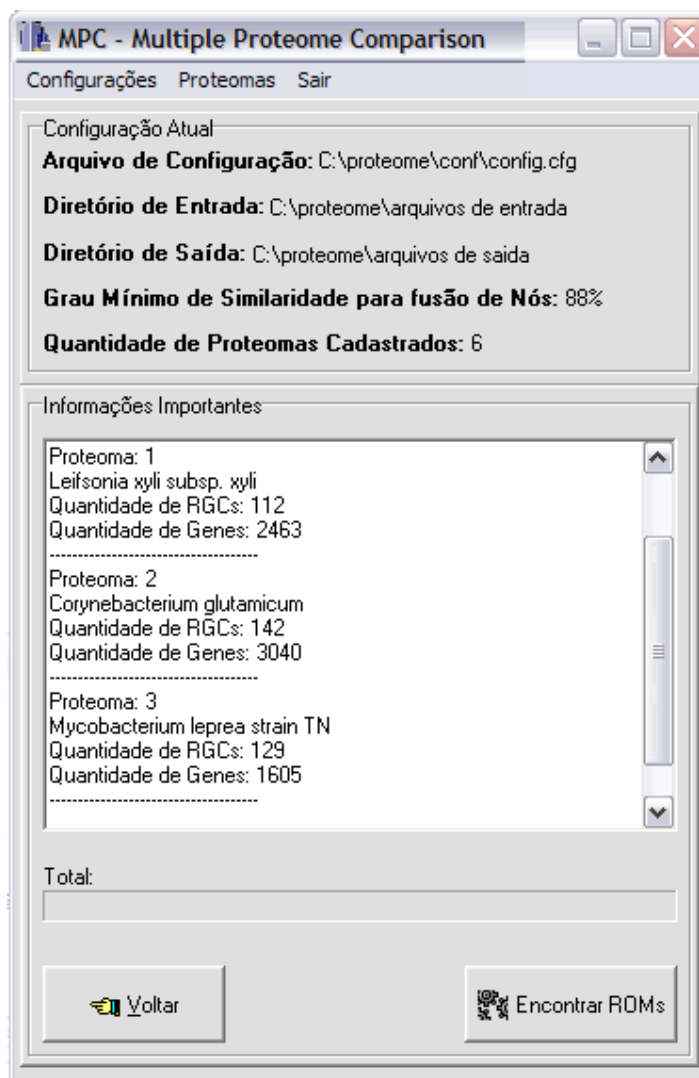 MPC - Multiple Proteome Comparison
Configurações Proteomas Sair
Configuração Atual
Arquivo de Configuração: C:\proteome\conf\config.cfg
Diretório de Entrada: C:\proteome\arquivos de entrada
Diretório de Saída: C:\proteome\arquivos de saida
Grau Mínimo de Similaridade para fusão de Nós: 88%
Quantidade de Proteomas Cadastrados: 6
Informações Importantes
Proteoma: 1
Leifsonia xyli subsp. xyli
Quantidade de RGCs: 112
Quantidade de Genes: 2463
-------------------------------------
Proteoma: 2
Corynebacterium glutamicum
Quantidade de RGCs: 142
Quantidade de Genes: 3040
-------------------------------------
Proteoma: 3
Mycobacterium leprea strain TN
Quantidade de RGCs: 129
Quantidade de Genes: 1605
-------------------------------------
Total:
Voltar
Encontrar ROMs